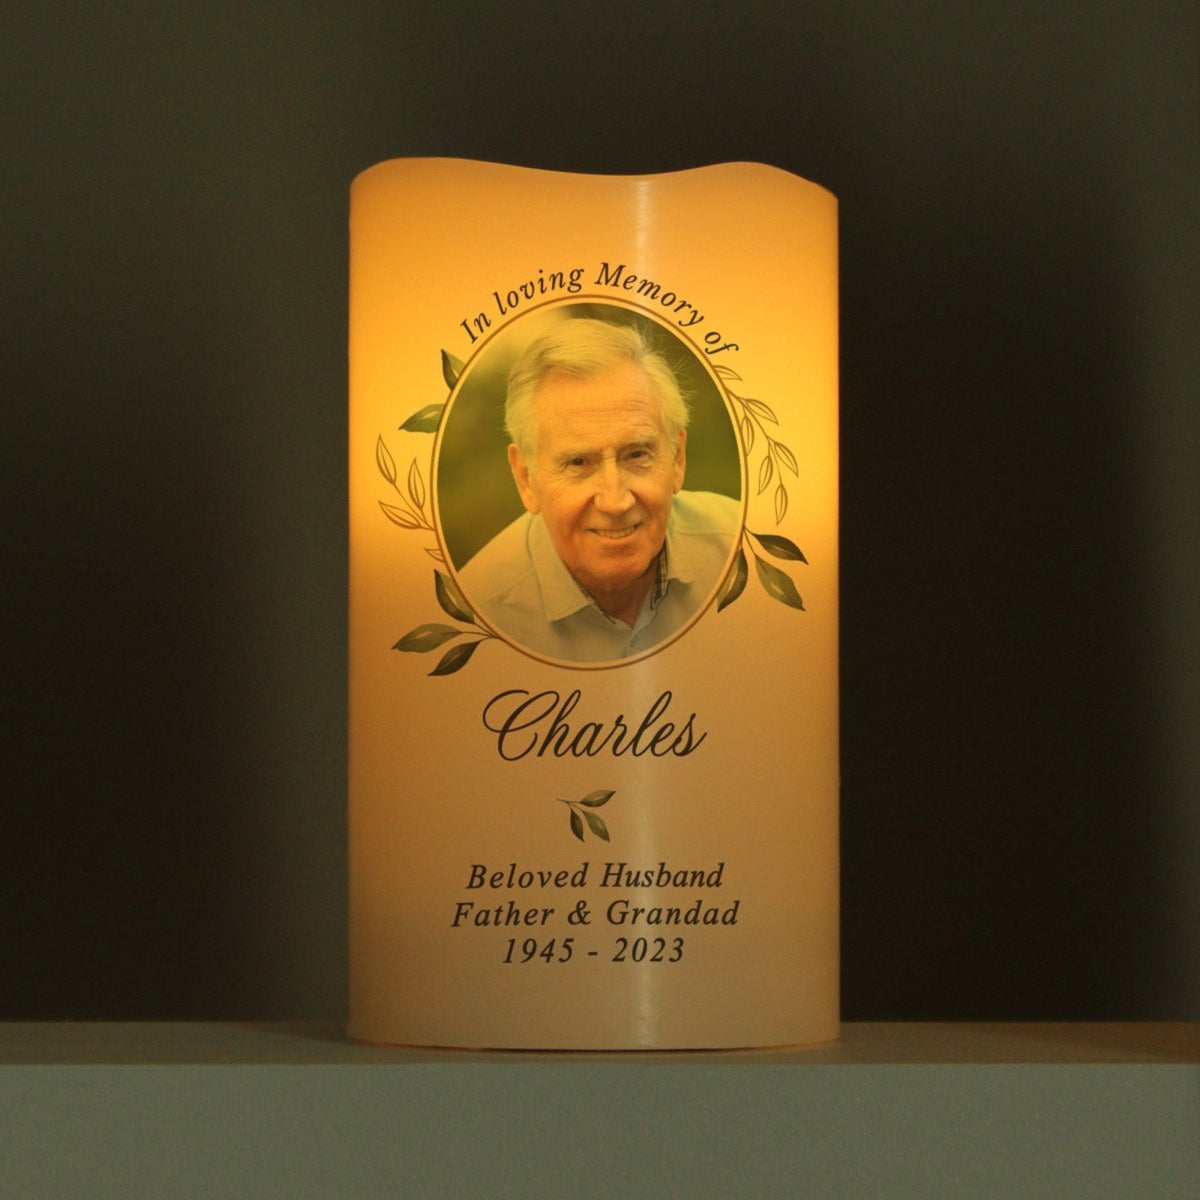 In loving Memory of
Charles
Beloved Husband
Father & Grandad
1945 - 2023